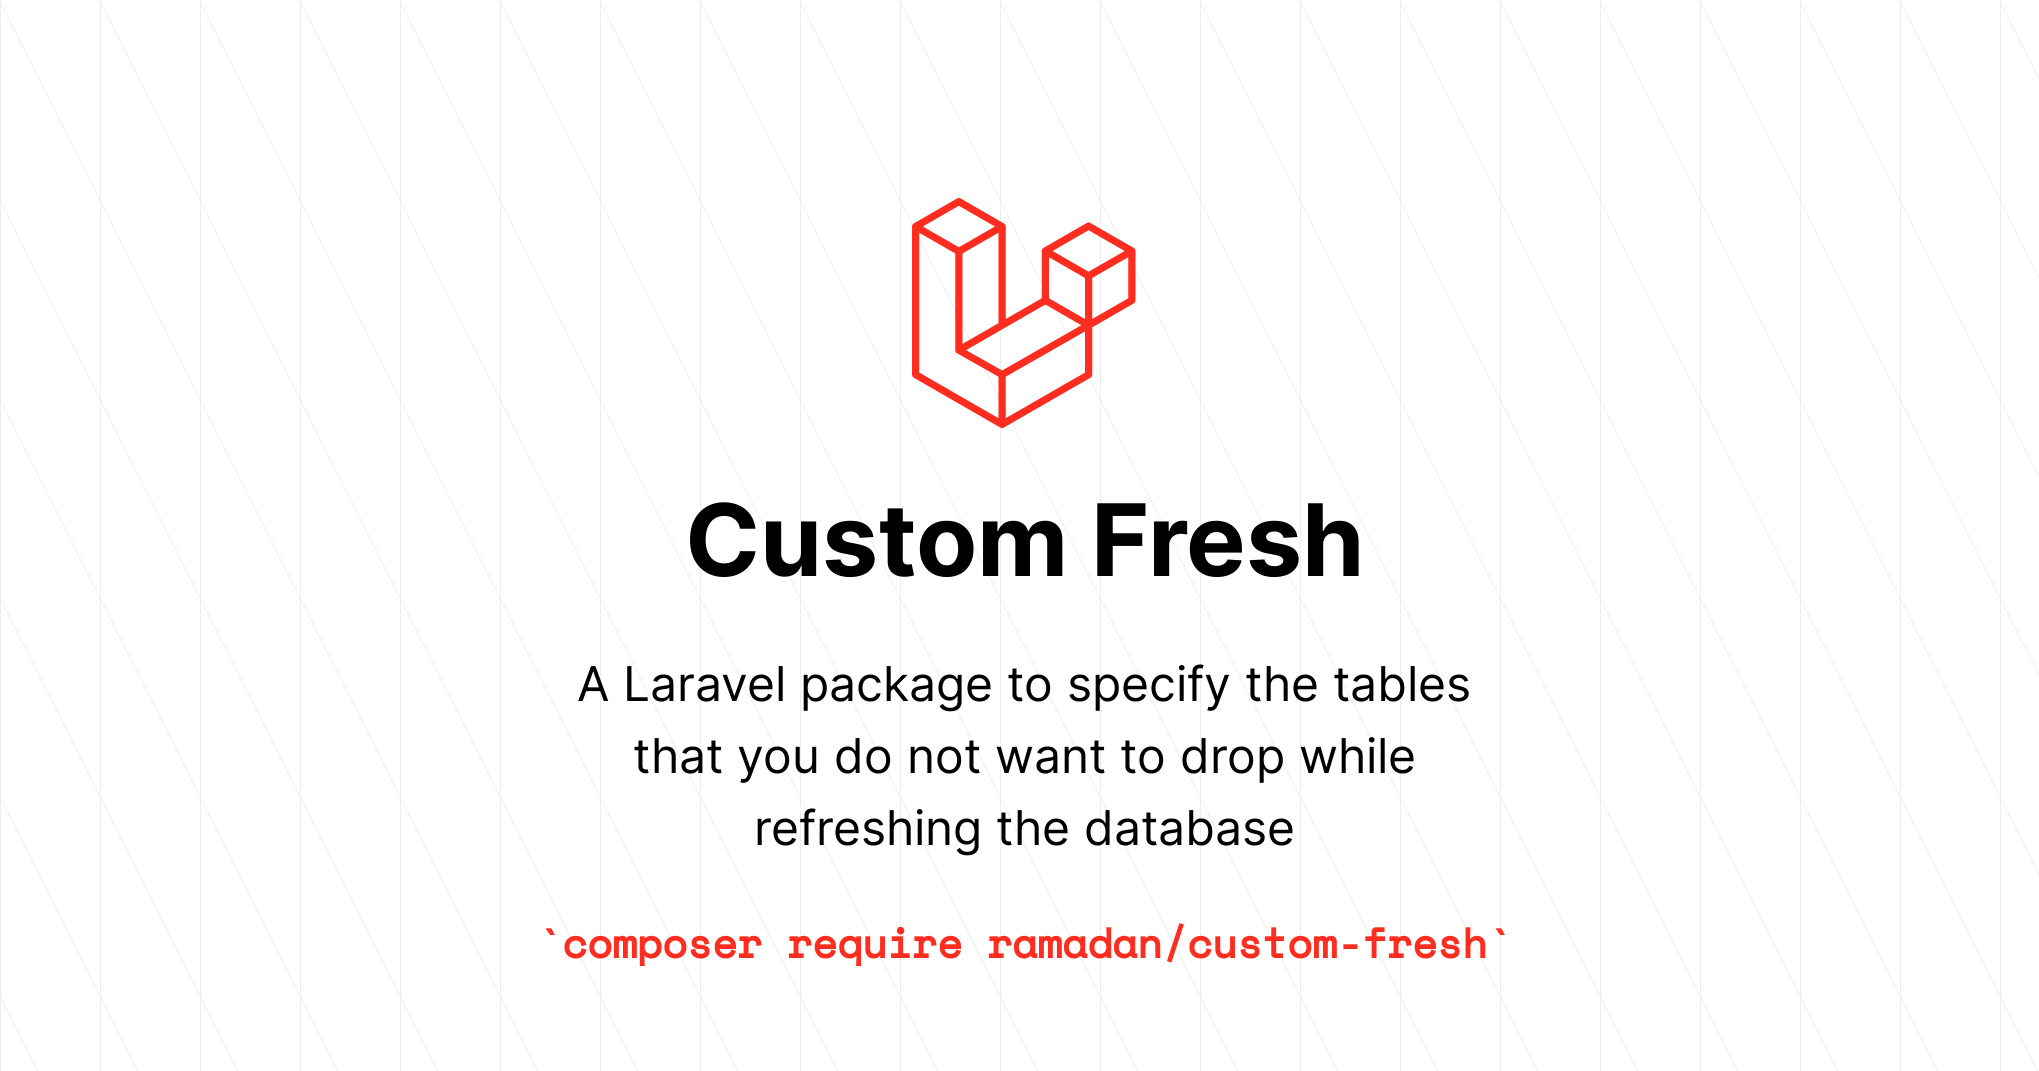 Custom Fresh
A Laravel package to specify the tables
that you do not want to drop while
refreshing the database
`composer require ramadan/custom-fresh`